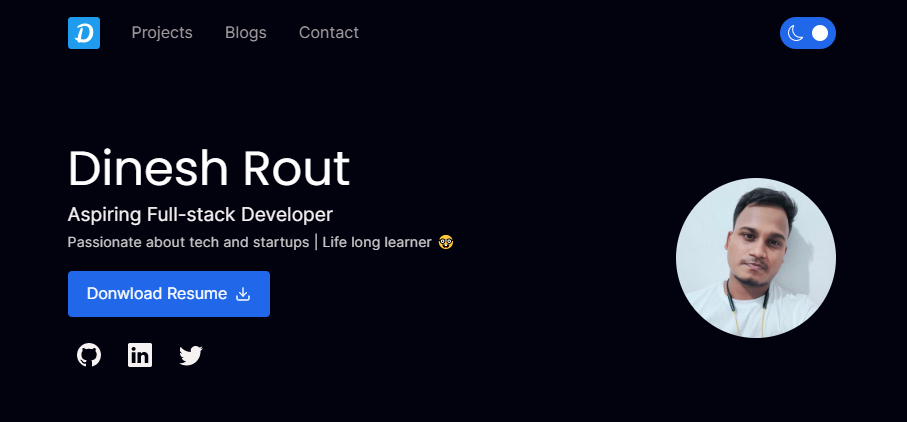 D
Projects Blogs Contact
Dinesh Rout
Aspiring Full-stack Developer
Passionate about tech and startups | Life long learner 🤓
Donwload Resume
in